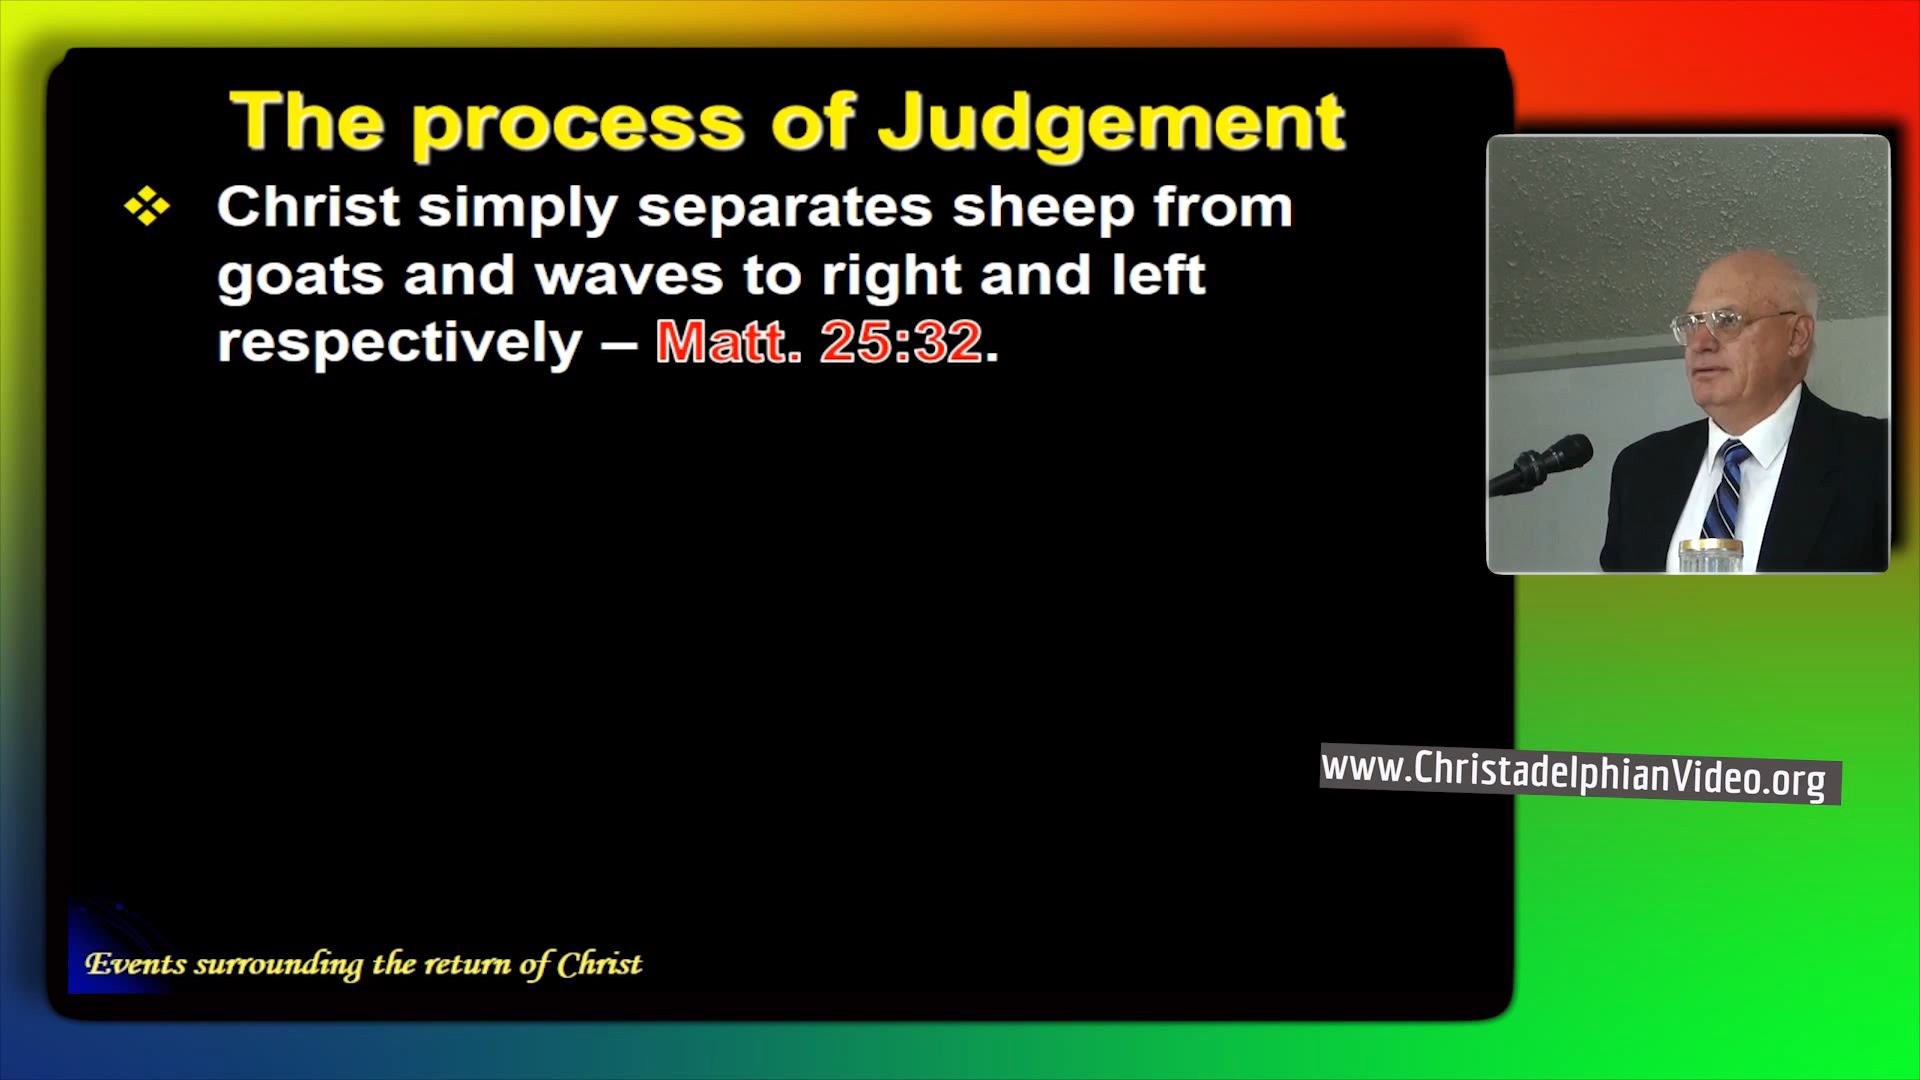 The process of Judgement
Christ simply separates sheep from
goats and waves to right and left
respectively – Matt. 25:32.
www.ChristadelphianVideo.org
Events surrounding the return of Christ